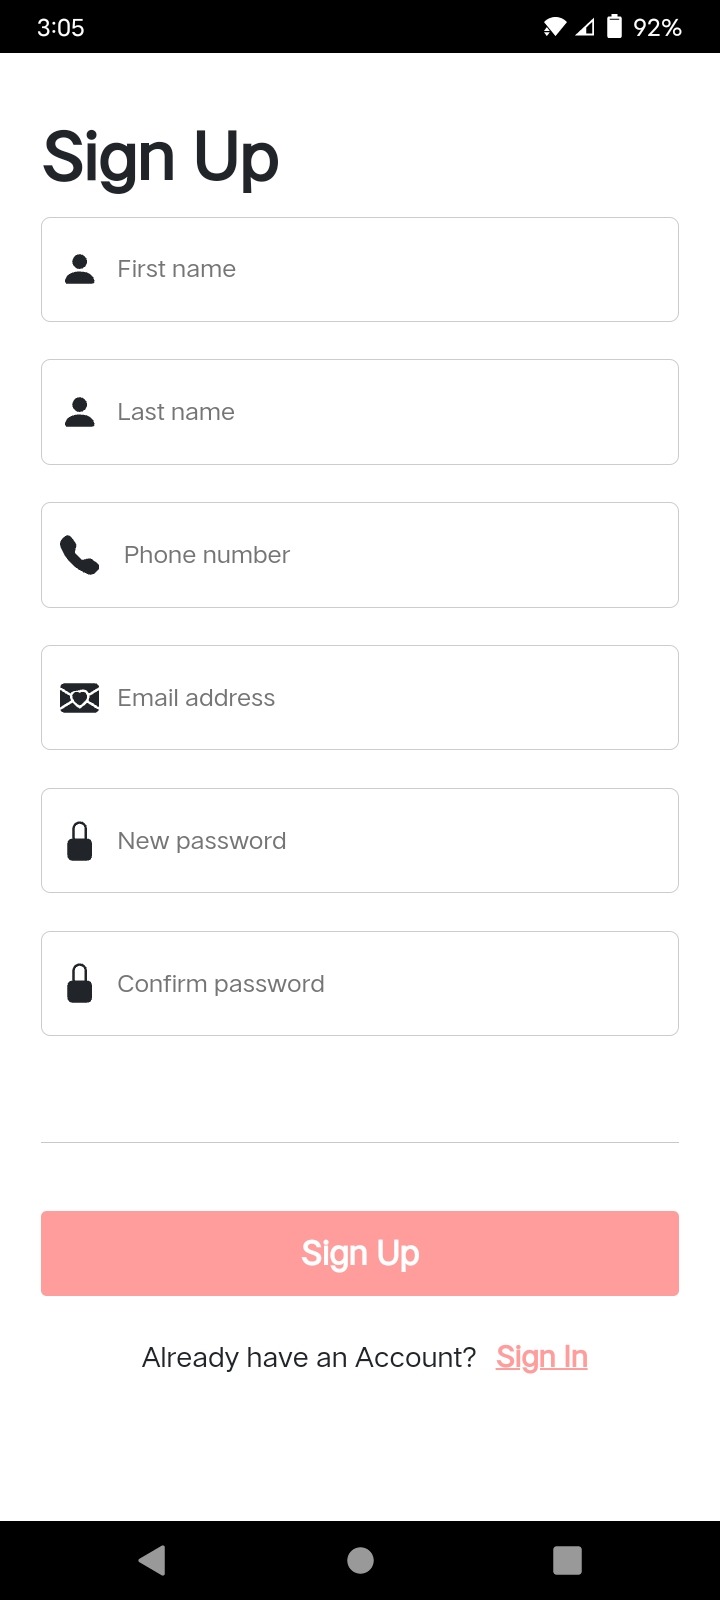 3:05 92%
Sign Up
First name
Last name
Phone number
Email address
New password
Confirm password
Sign Up
Already have an Account? Sign In